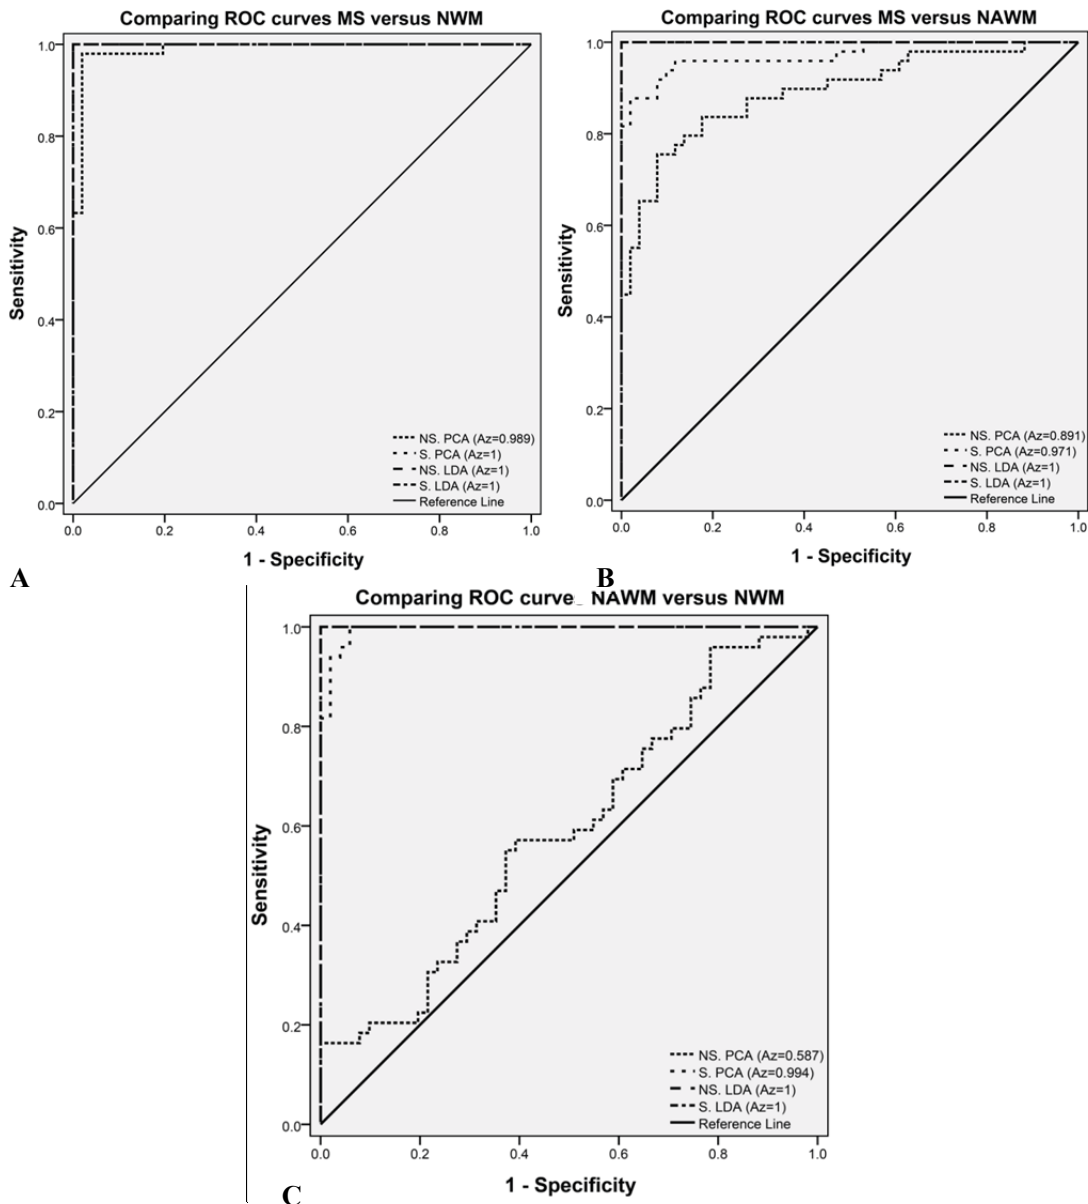 Comparing ROC curves MS versus NWM
1.0
0.8
0.6
0.4
0.2
0.0
Sensitivity
NS. PCA (Az=0.989)
S. PCA (Az=1)
NS. LDA (Az=1)
S. LDA (Az=1)
Reference Line
0.0 0.2 0.4 0.6 0.8 1.0
1 - Specificity
A
Comparing ROC curves MS versus NAWM
1.0
0.8
0.6
0.4
0.2
0.0
Sensitivity
NS. PCA (Az=0.891)
S. PCA (Az=0.971)
NS. LDA (Az=1)
S. LDA (Az=1)
Reference Line
0.0 0.2 0.4 0.6 0.8 1.0
1 - Specificity
B
Comparing ROC curve NAWM versus NWM
1.0
0.8
0.6
0.4
0.2
0.0
Sensitivity
NS. PCA (Az=0.587)
S. PCA (Az=0.994)
NS. LDA (Az=1)
S. LDA (Az=1)
Reference Line
0.0 0.2 0.4 0.6 0.8 1.0
1 - Specificity
C